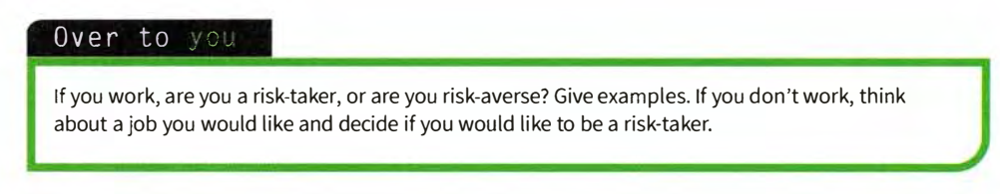 Over to you
If you work, are you a risk-taker, or are you risk-averse? Give examples. If you don't work, think
about a job you would like and decide if you would like to be a risk-taker.